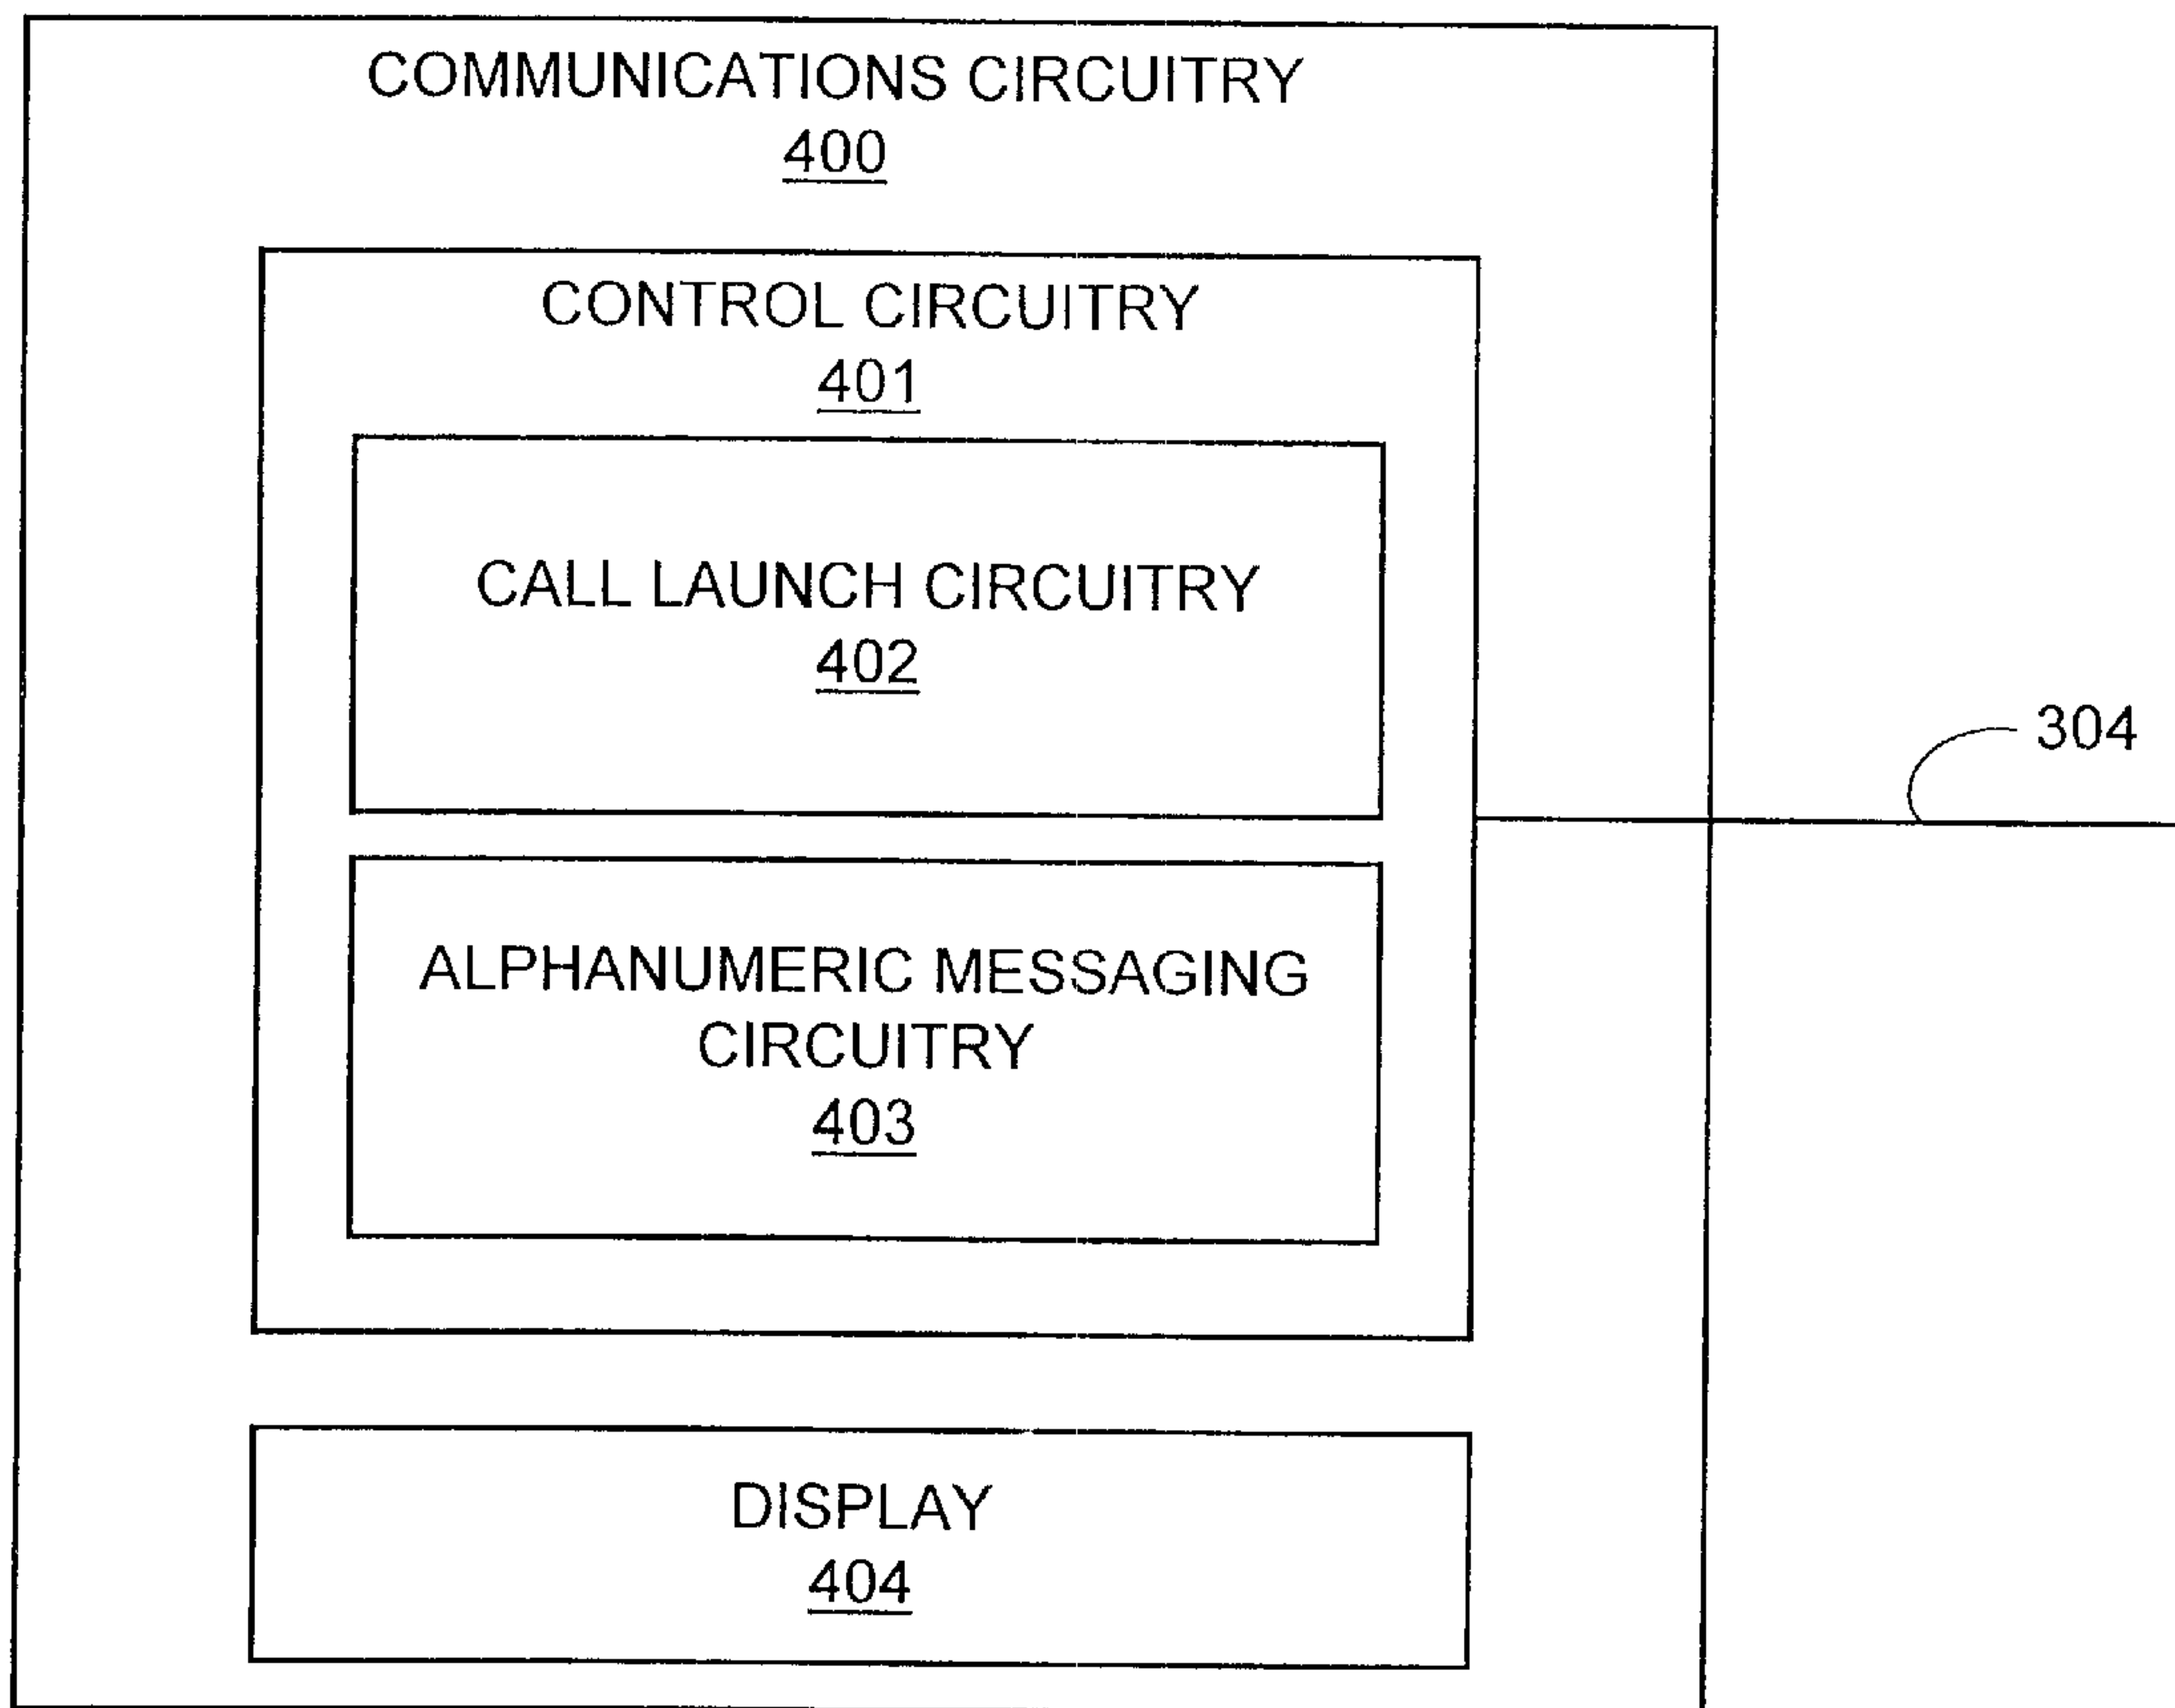 COMMUNICATIONS CIRCUITRY
400
CONTROL CIRCUITRY
401
CALL LAUNCH CIRCUITRY
402
304
ALPHANUMERIC MESSAGING
CIRCUITRY
403
DISPLAY
404